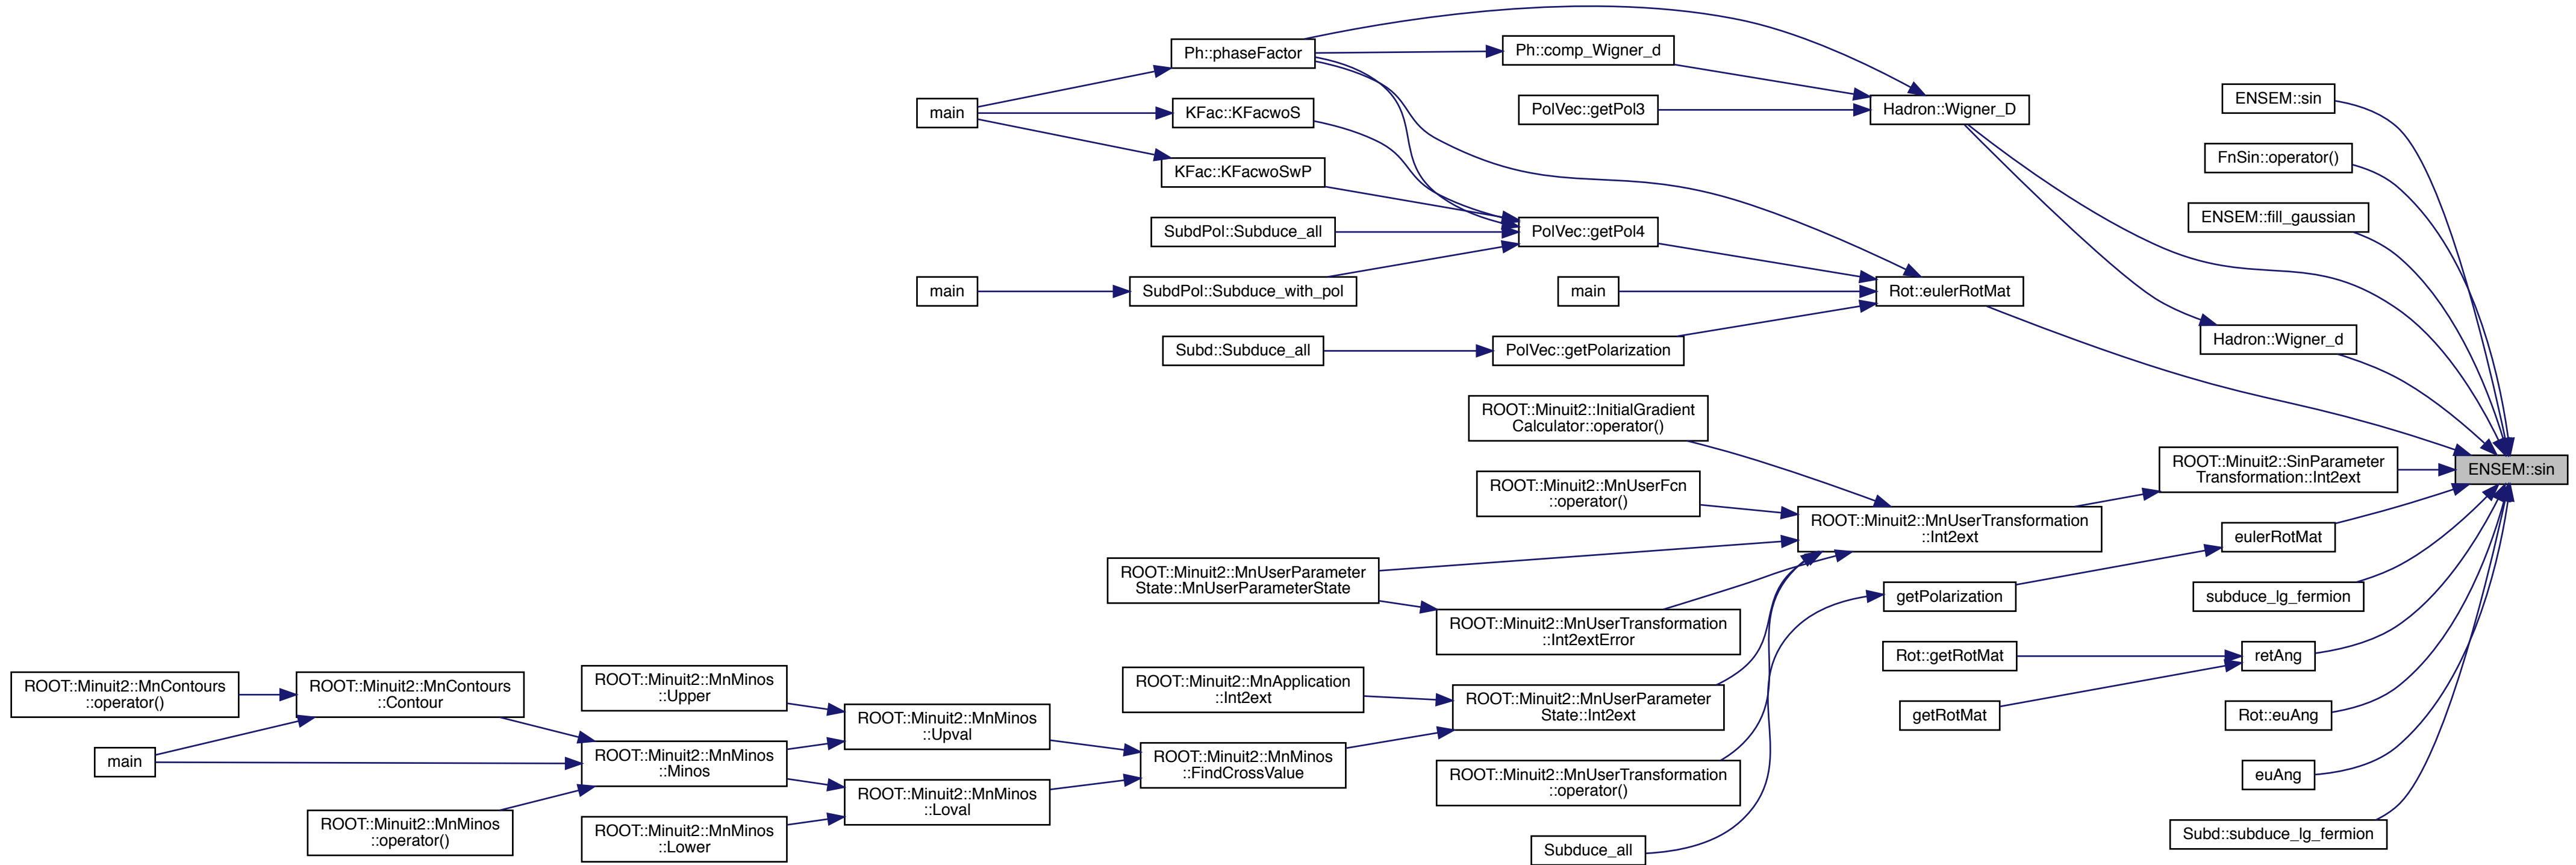 Ph::phaseFactor
Ph::comp_Wigner_d
ENSEM::sin
main
KFac::KFacwoS
PolVec::getPol3
Hadron::Wigner_D
FnSin::operator()
KFac::KFacwoSwP
ENSEM::fill_gaussian
SubdPol::Subduce_all
PolVec::getPol4
main
SubdPol::Subduce_with_pol
main
Rot::eulerRotMat
Hadron::Wigner_d
Subd::Subduce_all
PolVec::getPolarization
ROOT::Minuit2::InitialGradient
Calculator::operator()
ROOT::Minuit2::SinParameter
Transformation::Int2ext
ENSEM::sin
ROOT::Minuit2::MnUserFcn
::operator()
ROOT::Minuit2::MnUserTransformation
::Int2ext
eulerRotMat
ROOT::Minuit2::MnUserParameter
State::MnUserParameterState
getPolarization
subduce_lg_fermion
ROOT::Minuit2::MnUserTransformation
::Int2extError
Rot::getRotMat
retAng
ROOT::Minuit2::MnContours
::operator()
ROOT::Minuit2::MnContours
::Contour
ROOT::Minuit2::MnMinos
::Upper
ROOT::Minuit2::MnApplication
::Int2ext
ROOT::Minuit2::MnUserParameter
State::Int2ext
getRotMat
Rot::euAng
ROOT::Minuit2::MnMinos
::Upval
main
ROOT::Minuit2::MnMinos
::Minos
ROOT::Minuit2::MnMinos
::FindCrossValue
ROOT::Minuit2::MnUserTransformation
::operator()
euAng
ROOT::Minuit2::MnMinos
::Loval
ROOT::Minuit2::MnMinos
::operator()
ROOT::Minuit2::MnMinos
::Lower
Subduce_all
Subd::subduce_lg_fermion